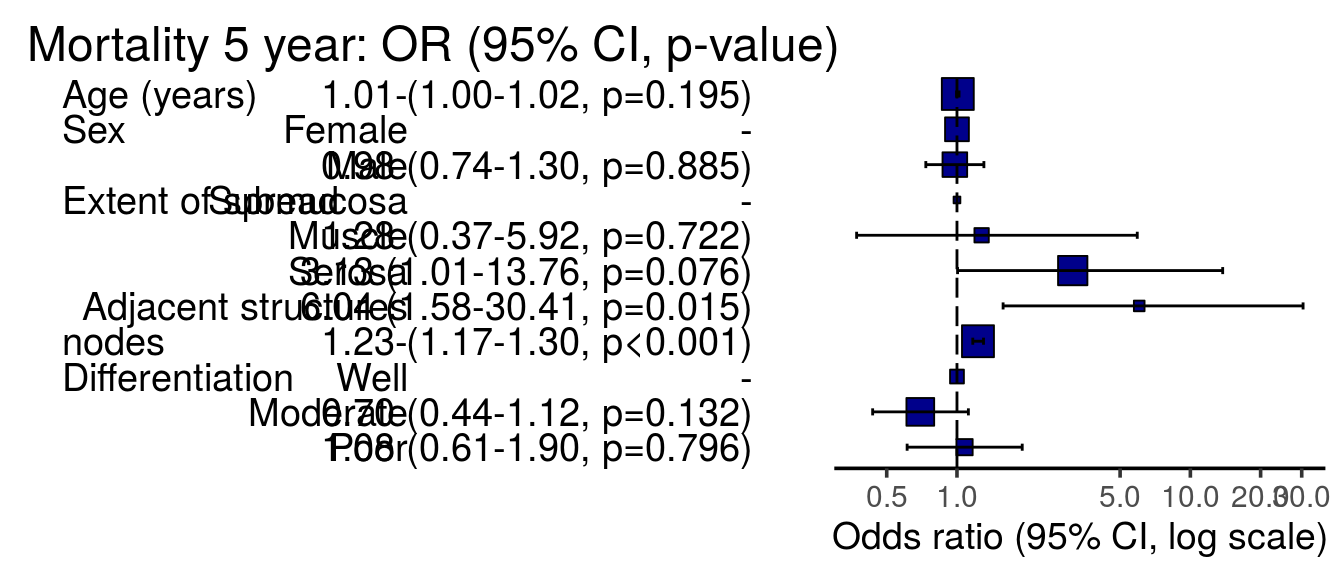 Mortality 5 year: OR (95% CI, p-value)
Age (years) 1.01 (1.00-1.02, p=0.195)
Sex Female -
Male 0.98 (0.74-1.30, p=0.885)
Extent of spread Submucosa -
Muscle 1.28 (0.37-5.92, p=0.722)
Serosa 3.13 (1.01-13.76, p=0.076)
Adjacent structures 6.04 (1.58-30.41, p=0.015)
nodes 1.23 (1.17-1.30, p<0.001)
Differentiation Well -
Moderate 0.70 (0.44-1.12, p=0.132)
Poor 1.08 (0.61-1.90, p=0.796)
0.5 1.0 5.0 10.0 20.0 30.0
Odds ratio (95% CI, log scale)